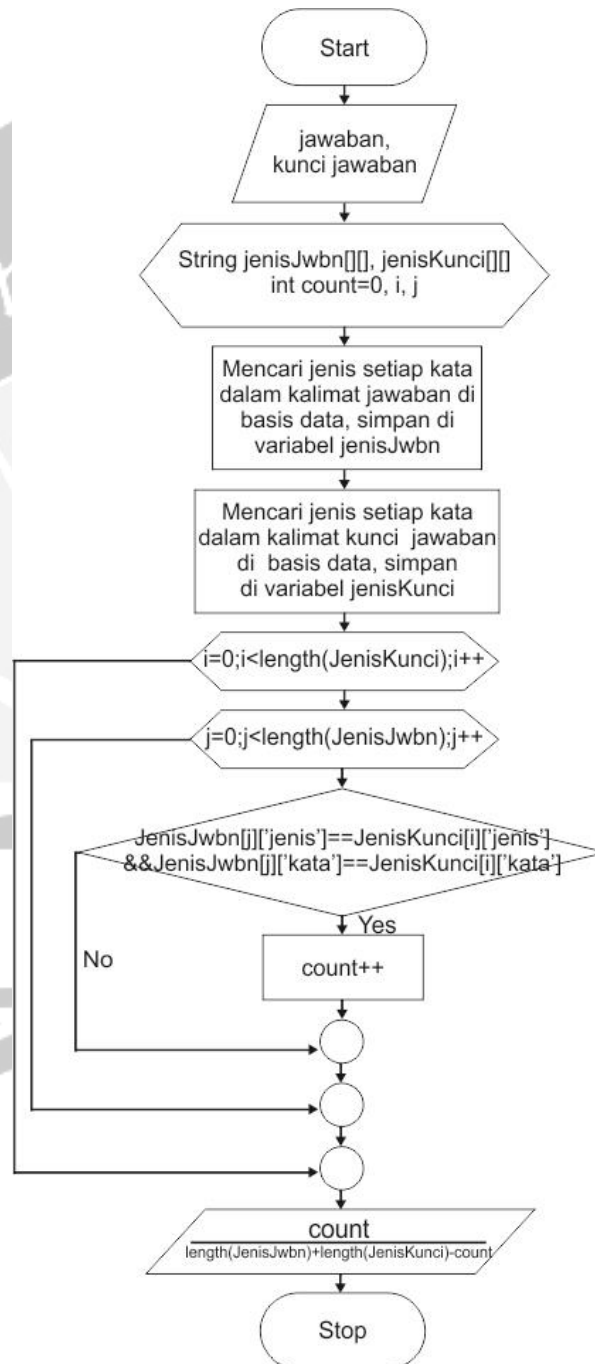 Start
jawaban,
kunci jawaban
String jenisJwbn[][], jenisKunci[][]
int count=0, i, j
Mencari jenis setiap kata
dalam kalimat jawaban di
basis data, simpan di
variabel jenisJwbn
Mencari jenis setiap kata
dalam kalimat kunci jawaban
di basis data, simpan
di variabel jenisKunci
i=0;i<length(JenisKunci);i++
j=0;j<length(JenisJwbn);j++
JenisJwbn[j]['jenis']==JenisKunci[i]['jenis']
&&JenisJwbn[j]['kata']==JenisKunci[i]['kata']
Yes
No
count++
count
length(JenisJwbn)+length(JenisKunci)-count
Stop